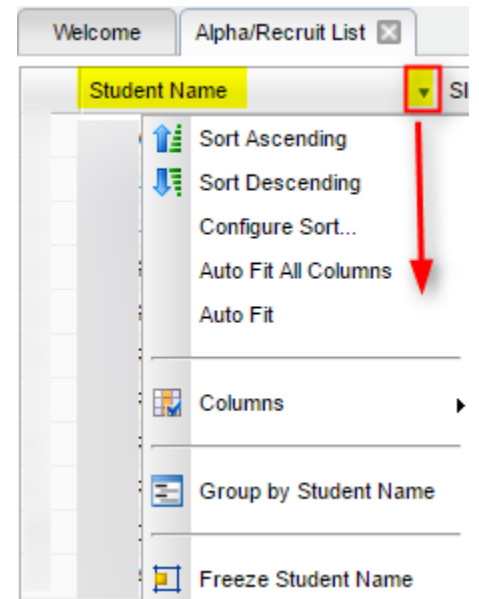 Welcome
Alpha/Recruit List
Student Name
Sort Ascending
Sort Descending
Configure Sort...
Auto Fit All Columns
Auto Fit
Columns
Group by Student Name
Freeze Student Name